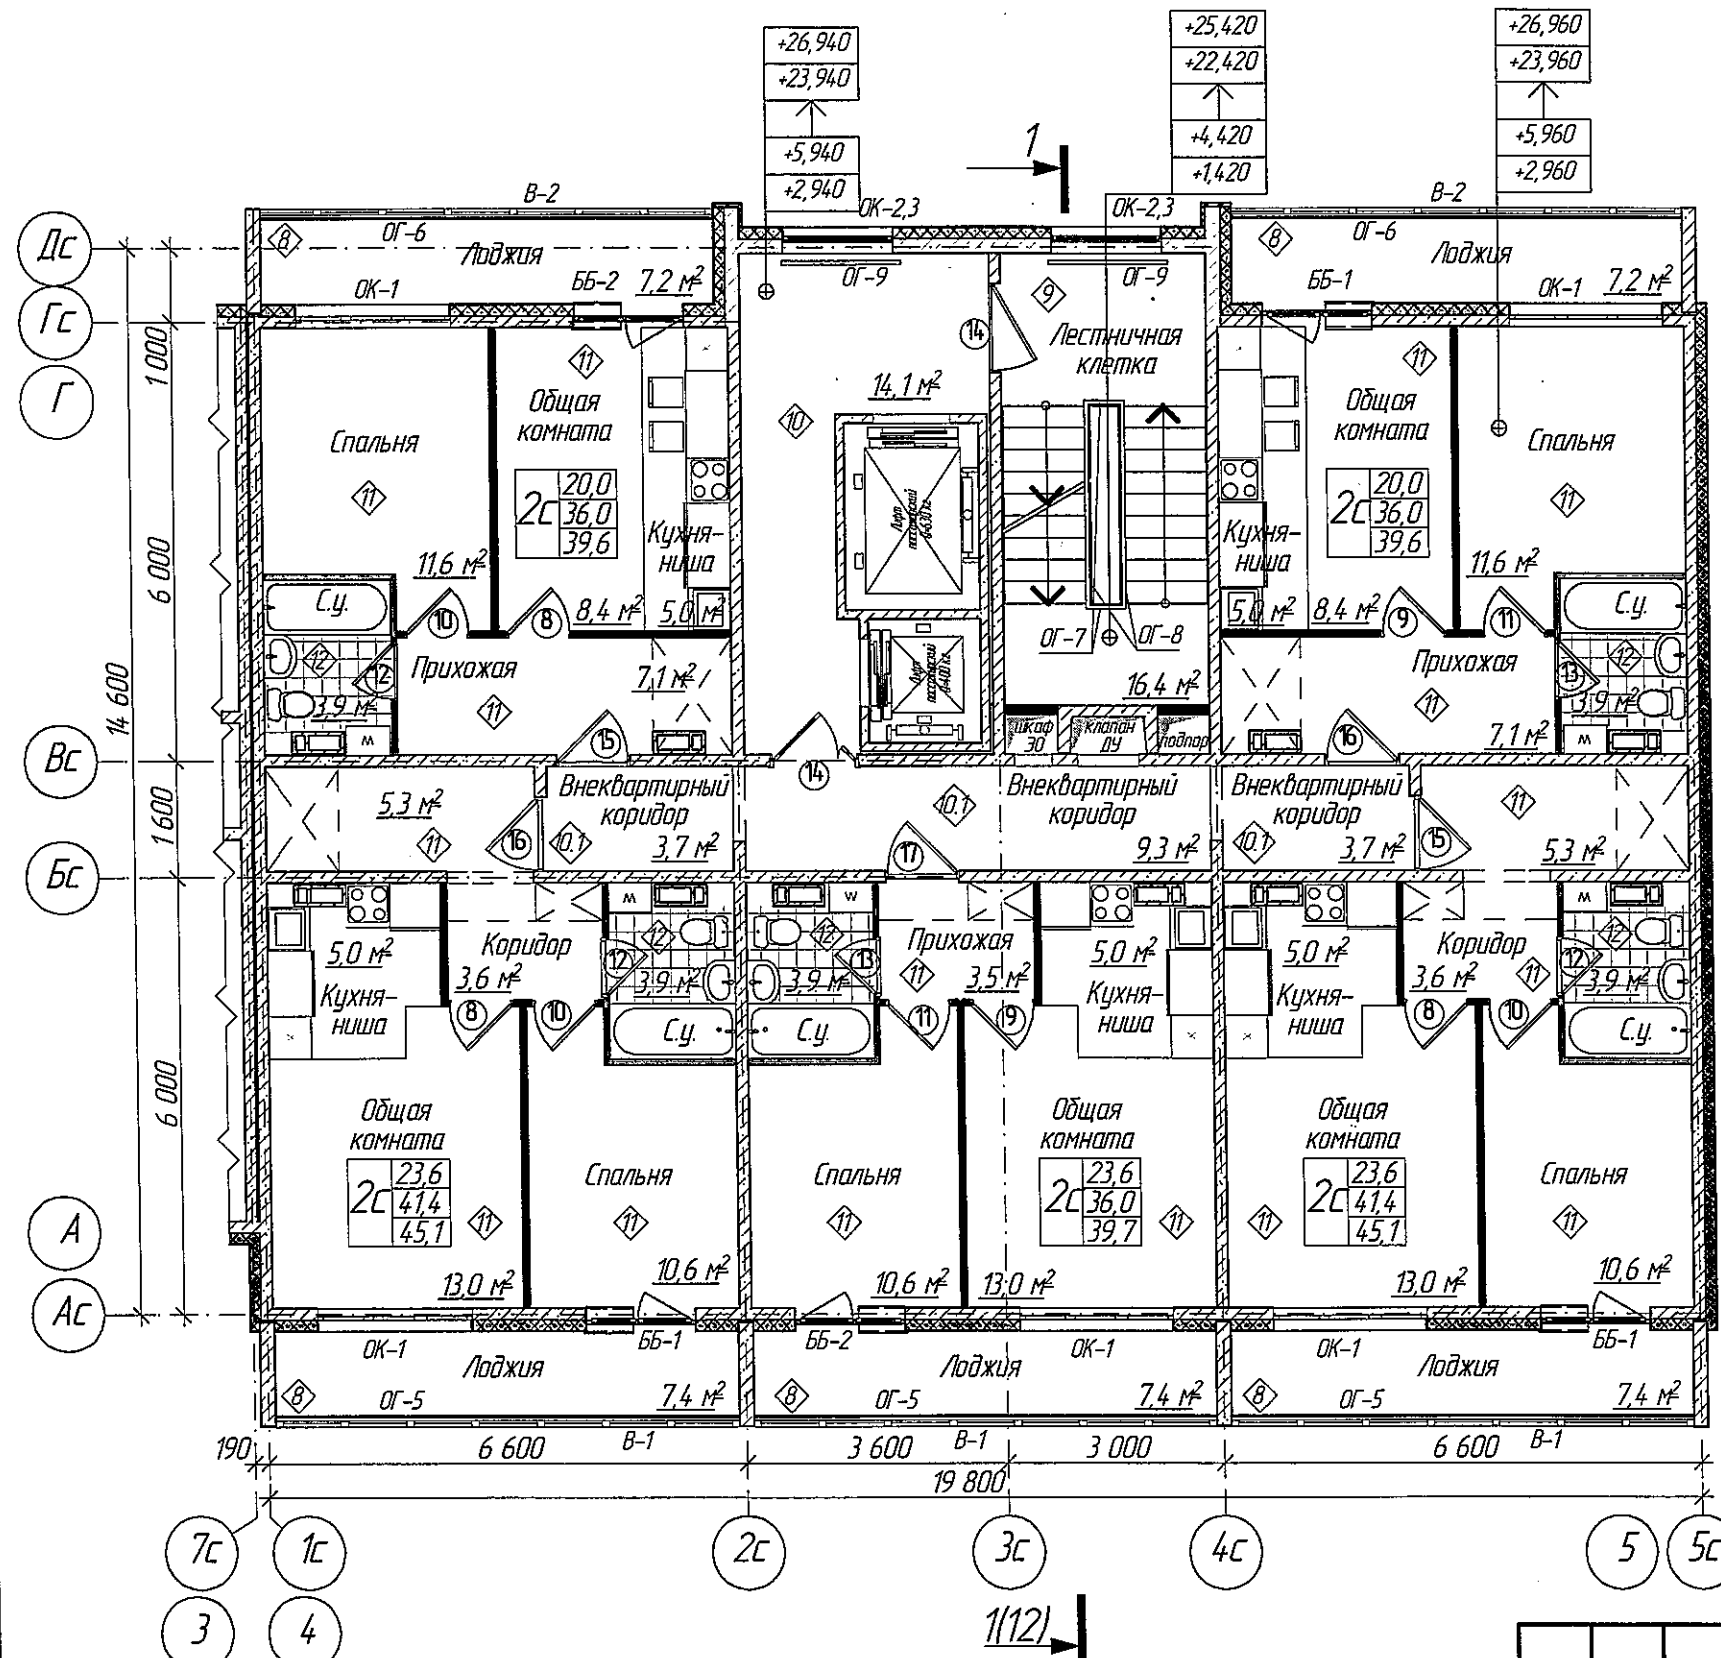 +26,940
+23,940
+5,940
+2,940
+25,420
+22,420
+4,420
+1,420
+26,960
+23,960
+5,960
+2,960
1
В-2
ОК-2,3
ОК-2,3
В-2
Дс
8
ОГ-6
Лоджия
7,2 м²
ОК-1
ББ-2
ОГ-9
ОГ-9
9
8
ОГ-6
Лоджия
7,2 м²
ББ-1
ОК-1
Гс
Г
1000
6 000
14 600
1600
6 000
Спальня
11
11,6 м²
11
Общая
комната
2С
20,0
36,0
39,6
8,4 м²
Кухня-
ниша
5,0 м²
10
14,1 м²
14
Лестничная
клетка
Лифт
пассажирский
Лифт
пассажирский
ОГ-7
ОГ-8
16,4 м²
11
Общая
комната
2С
20,0
36,0
39,6
Кухня-
ниша
5,0 м²
8,4 м²
Спальня
11
11,6 м²
С.у.
10
8
12
12
3,9 м²
М
Прихожая
7,1 м²
11
15
9
11
С.у.
Прихожая
11
7,1 м²
13
12
3,9 м²
М
16
шкаф
ЭО
клапан
ДУ
подпор
Вс
5,3 м²
11
16
Внеквартирный
коридор
10.1
3,7 м²
14
10.1
17
Внеквартирный
коридор
9,3 м²
Внеквартирный
коридор
10.1
3,7 м²
15
11
5,3 м²
Бс
5,0 м²
Кухня-
ниша
Коридор
3,6 м²
8
10
М
12
12
3,9 м²
С.у.
W
12
13
3,9 м²
С.у.
Прихожая
11
3,5 м²
11
9
5,0 м²
Кухня-
ниша
5,0 м²
Кухня-
ниша
Коридор
3,6 м²
11
8
10
М
12
12
3,9 м²
С.у.
Общая
комната
2С
23,6
41,4
45,1
11
13,0 м²
Спальня
11
10,6 м²
Спальня
11
10,6 м²
Общая
комната
2С
23,6
36,0
39,7
11
13,0 м²
Общая
комната
2С
23,6
41,4
45,1
11
13,0 м²
Спальня
11
10,6 м²
А
Ас
ОК-1
Лоджия
ББ-1
8
ОГ-5
7,4 м²
ББ-2
Лоджия
ОК-1
8
ОГ-5
7,4 м²
ОК-1
Лоджия
ББ-1
8
ОГ-5
7,4 м²
190
6 600
В-1
3 600
В-1
3 000
6 600
В-1
19 800
7с
1с
2с
3с
4с
5
5с
3
4
1(12)